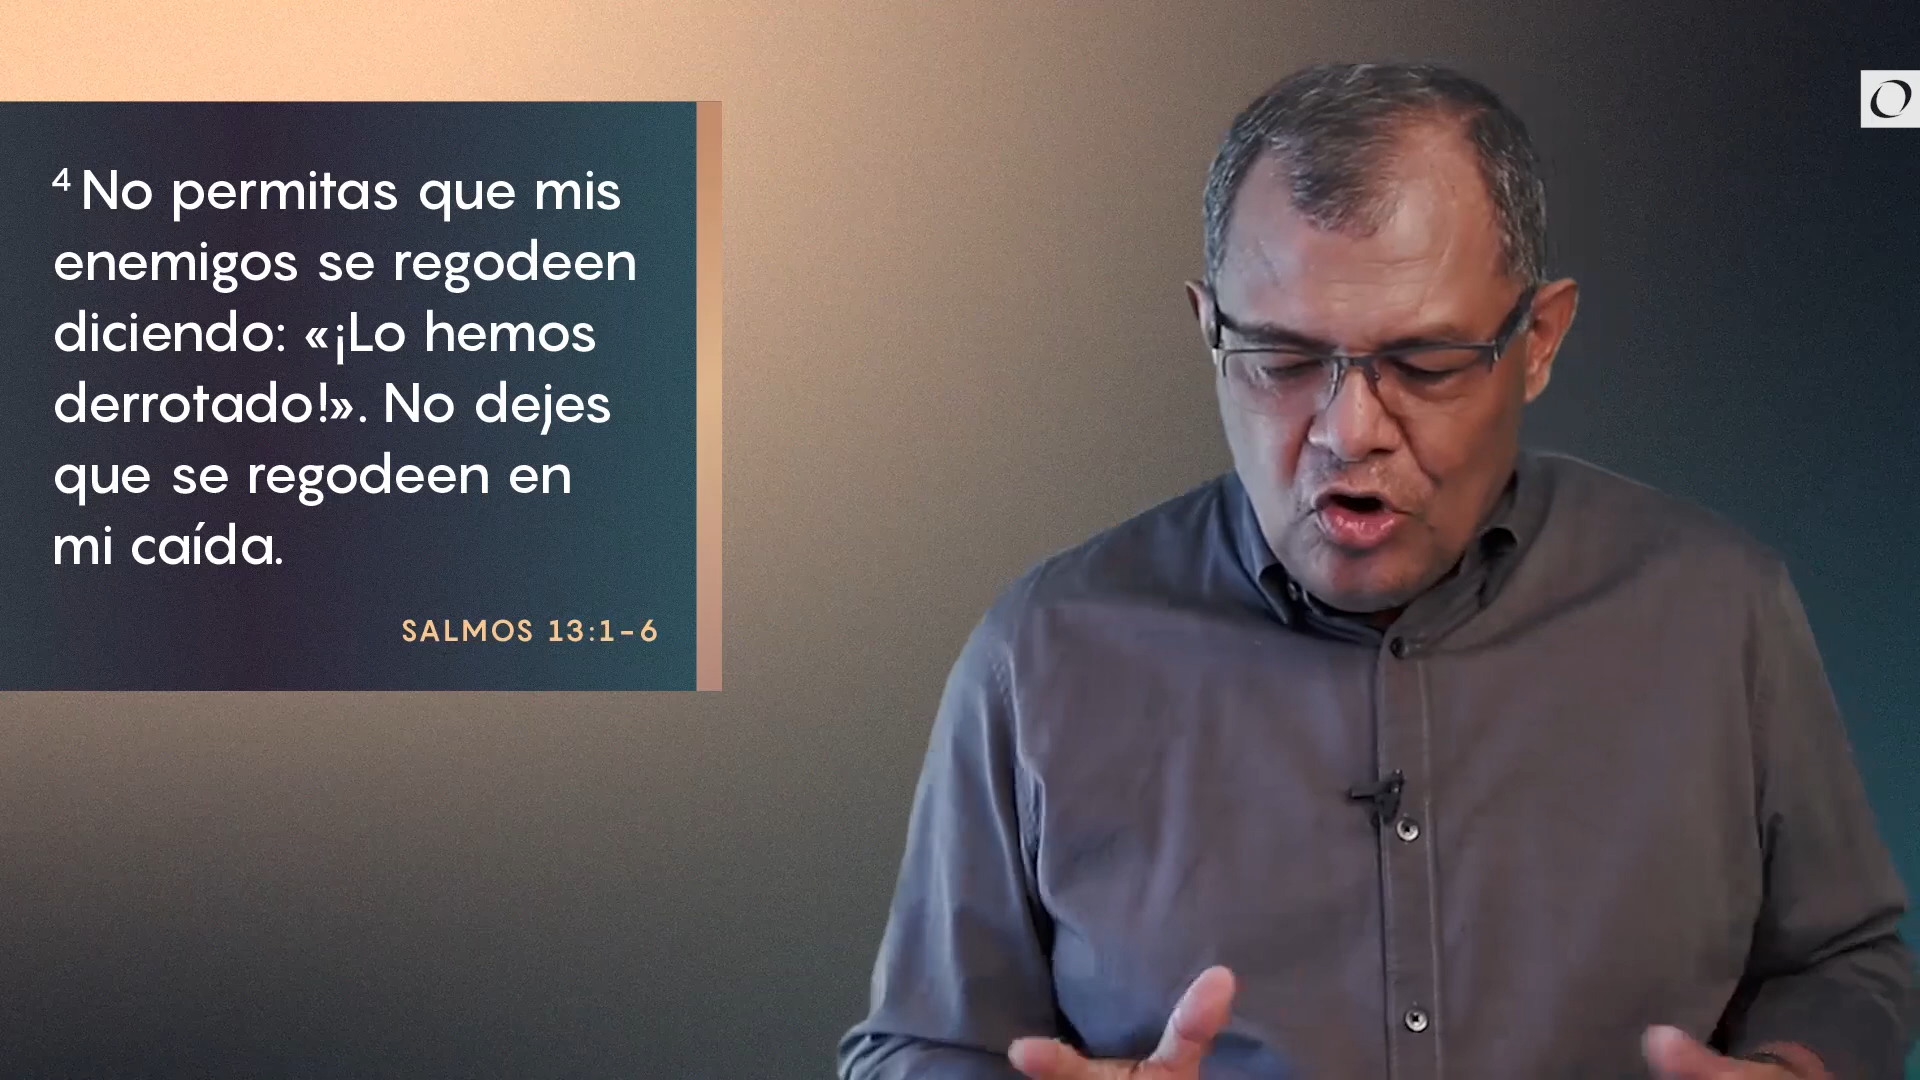 ⁴ No permitas que mis
enemigos se regodeen
diciendo: «¡Lo hemos
derrotado!». No dejes
que se regodeen en
mi caída.
SALMOS 13:1-6